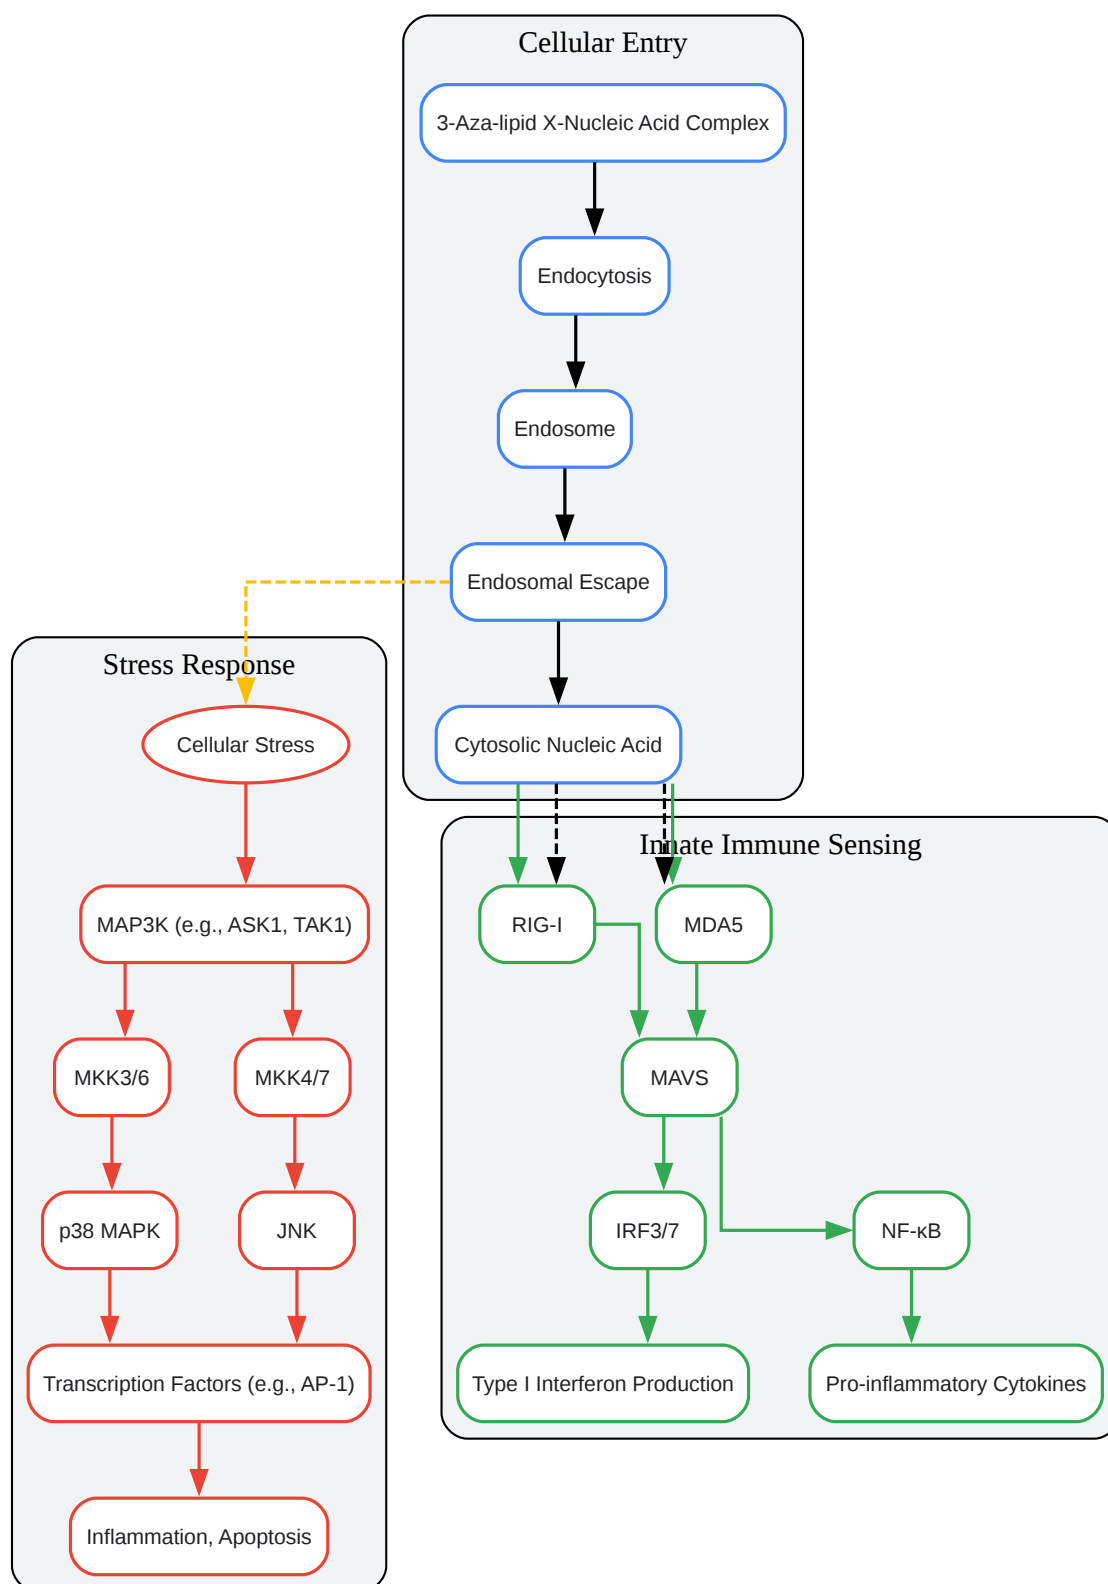 Cellular Entry
3-Aza-lipid X-Nucleic Acid Complex
Endocytosis
Endosome
Endosomal Escape
Cytosolic Nucleic Acid
Stress Response
Cellular Stress
MAP3K (e.g., ASK1, TAK1)
MKK3/6
MKK4/7
p38 MAPK
JNK
Transcription Factors (e.g., AP-1)
Inflammation, Apoptosis
Innate Immune Sensing
RIG-I
MDA5
MAVS
IRF3/7
NF-κB
Type I Interferon Production
Pro-inflammatory Cytokines